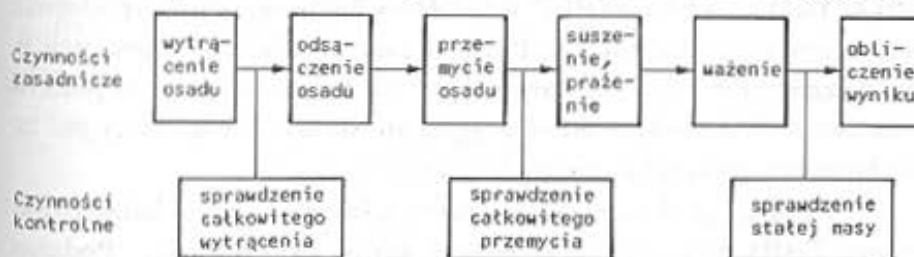 Czynności
zasadnicze
wytrą-
cenie
osadu
odsą-
czenie
osadu
prze-
mycie
osadu
susze-
nie,
praże-
nie
ważenie
obli-
czenie
wyniku
Czynności
kontrolne
sprawdzenie
całkowitego
wytrącenia
sprawdzenie
całkowitego
przemycia
sprawdzenie
stałej masy